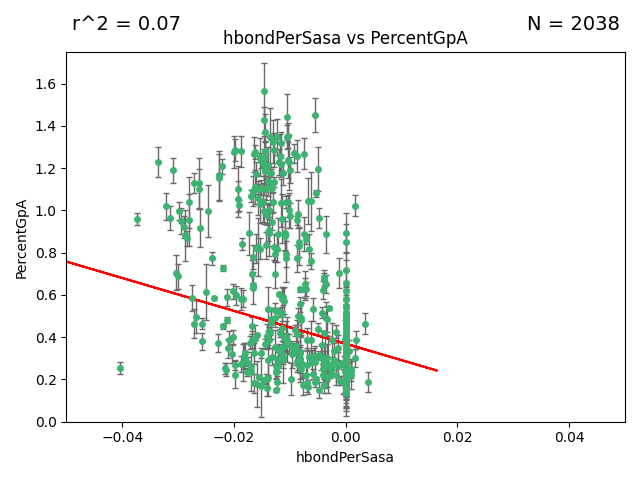 r^2 = 0.07
N = 2038
hbondPerSasa vs PercentGpA
1.6
1.4
1.2
1.0
0.8
0.6
0.4
0.2
0.0
PercentGpA
−0.04
−0.02
0.00
0.02
0.04
hbondPerSasa